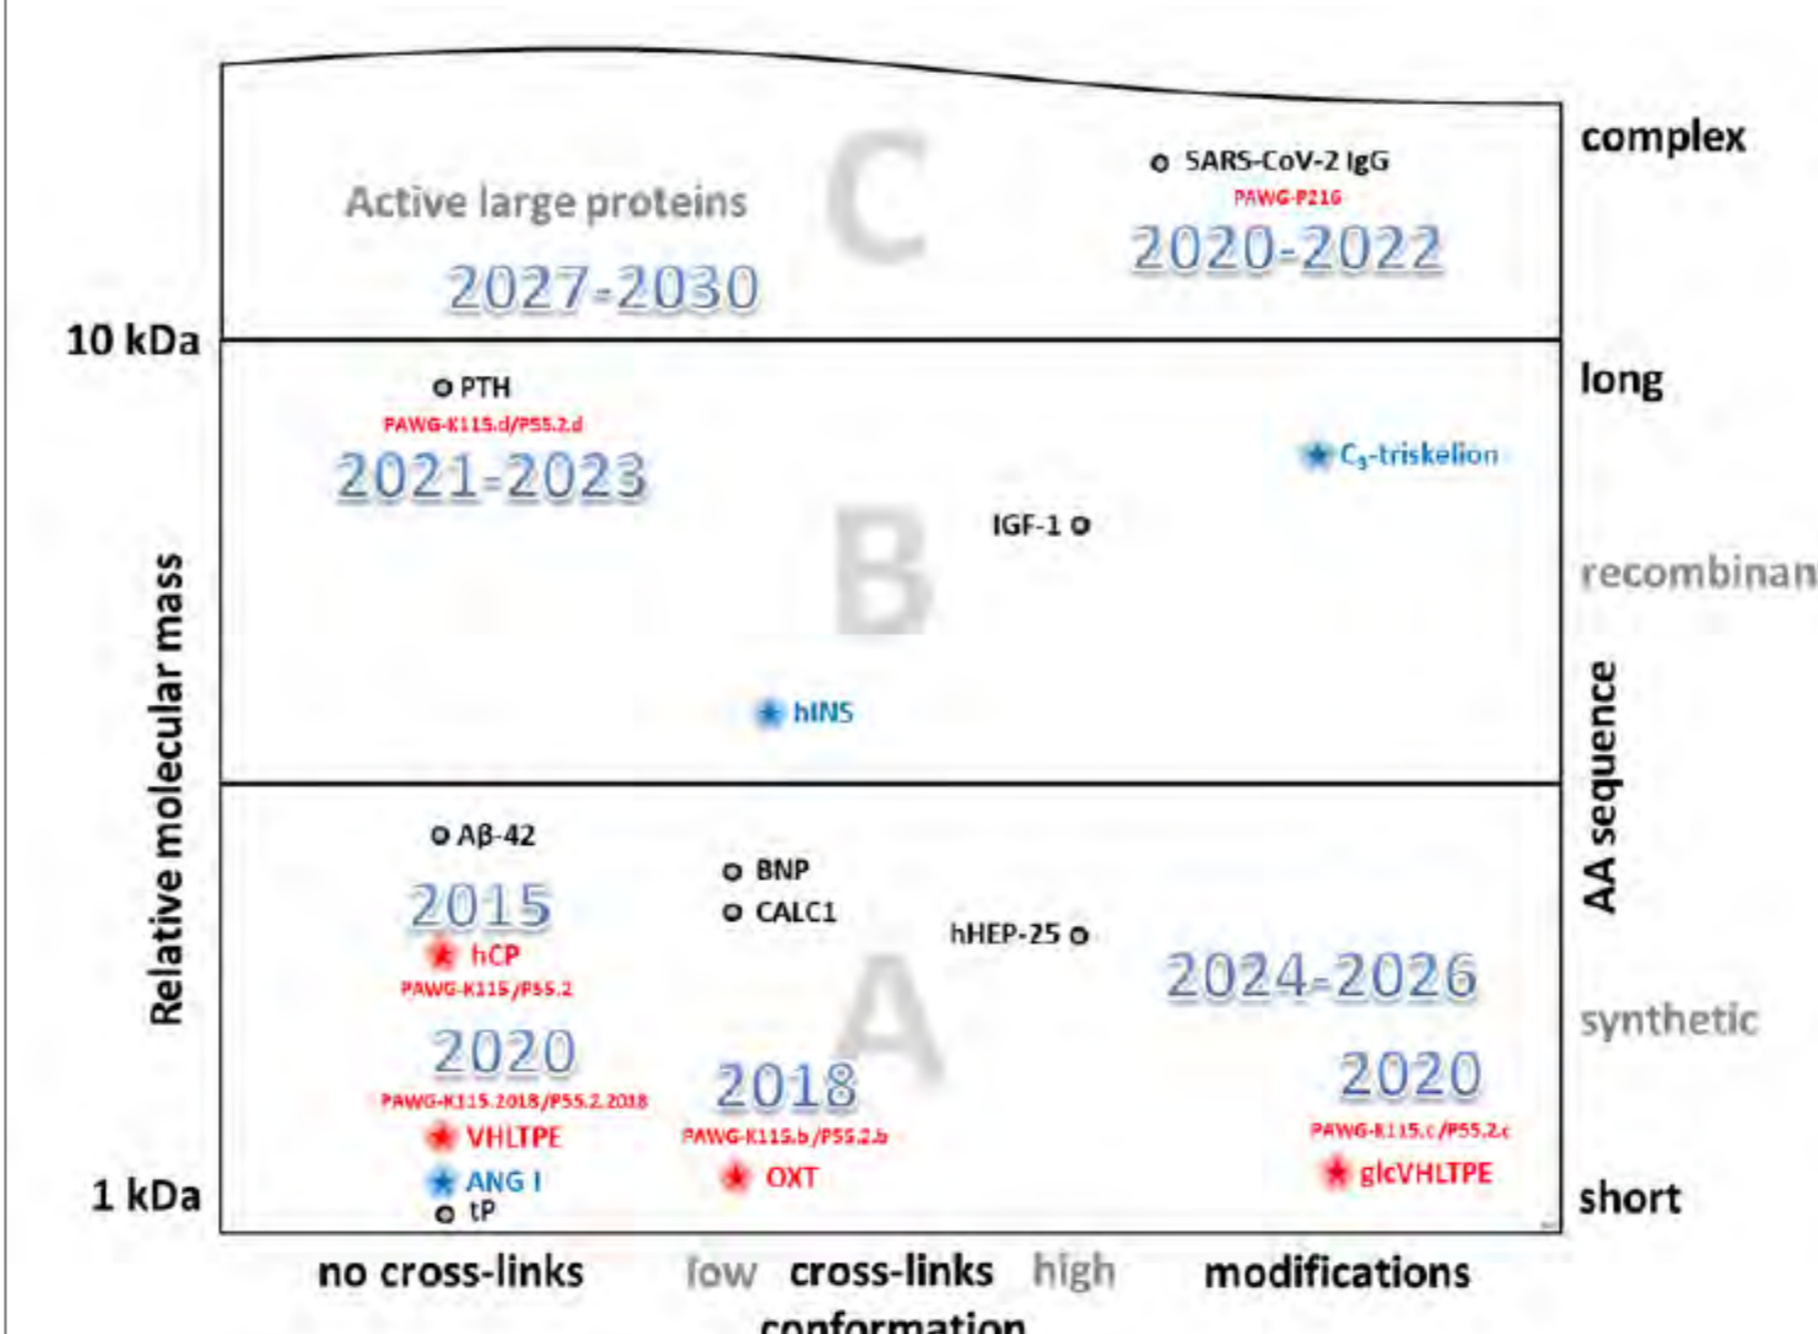 complex
C
SARS-CoV-2 IgG
PAWG-P216
Active large proteins
2020-2022
2027-2030
10 kDa
PTH
long
PAWG-K115.d/P55.2.d
2021-2023
C₃-triskelion
IGF-1
B
recombinan
hINS
Relative molecular mass
AA sequence
Aβ-42
BNP
2015
CALC1
hHEP-25
hCP
PAWG-K115/P55.2
2024-2026
A
synthetic
2020
2018
2020
PAWG-K115.2018/P55.2.2018
PAWG-K115.b/P55.2.b
PAWG-K115.c/P55.2.c
VHLTPE
OXT
glcVHLTPE
ANG I
1 kDa
tP
short
no cross-links low cross-links high modifications
conformation